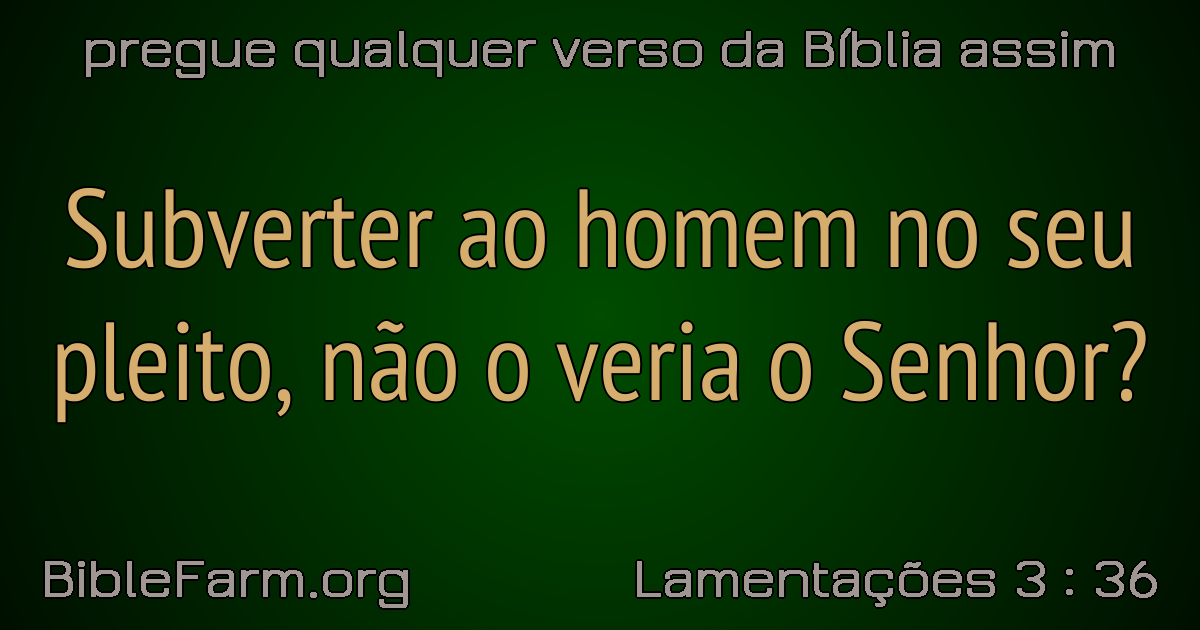 pregue qualquer verso da Bíblia assim
Subverter ao homem no seu
pleito, não o veria o Senhor?
BibleFarm.org
Lamentações 3 : 36